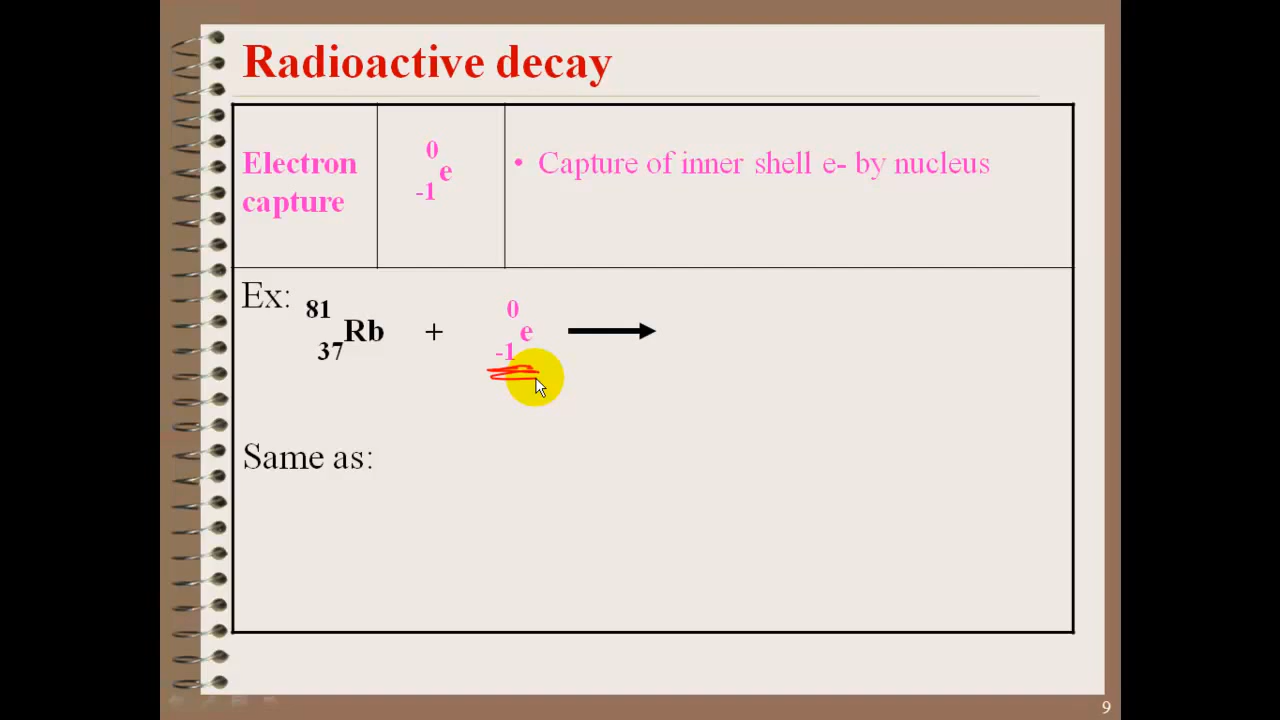 Radioactive decay
Electron capture
0
-1 e
• Capture of inner shell e- by nucleus
Ex: 81
37 Rb + 0
-1 e
Same as:
9